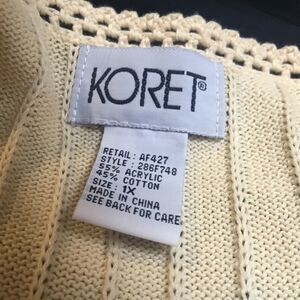 KORET®
RETAIL: AF427
STYLE: 286F748
55% ACRYLIC
45% COTTON
SIZE: 1X
MADE IN CHINA
SEE BACK FOR CARE